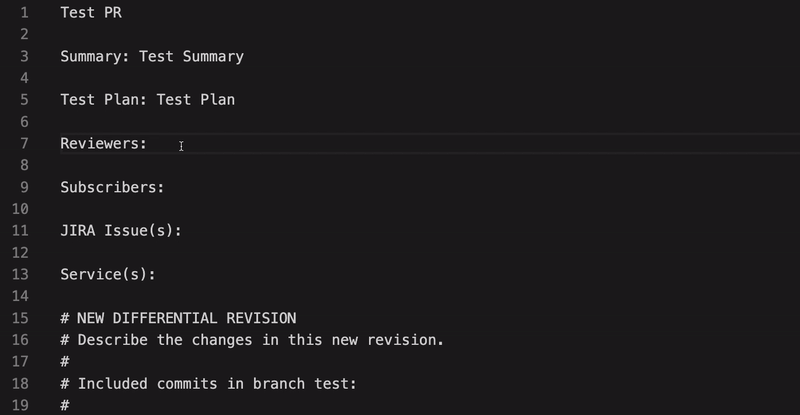 1 Test PR
2
3 Summary: Test Summary
4
5 Test Plan: Test Plan
6
7 Reviewers:
8
9 Subscribers:
10
11 JIRA Issue(s):
12
13 Service(s):
14
15 # NEW DIFFERENTIAL REVISION
16 # Describe the changes in this new revision.
17 #
18 # Included commits in branch test:
19 #